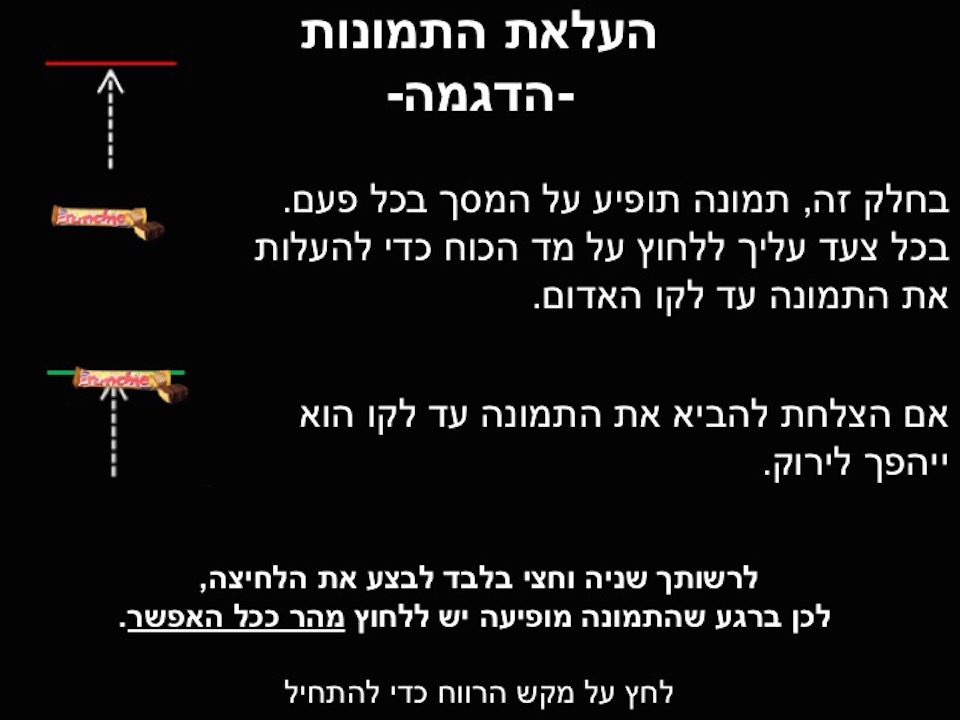 העלאת התמונות
-הדגמה-
בחלק זה, תמונה תופיע על המסך בכל פעם.
בכל צעד עליך ללחוץ על מד הכוח כדי להעלות
את התמונה עד לקו האדום.
Crunchie
Crunchie
אם הצלחת להביא את התמונה עד לקו הוא
ייהפך לירוק.
לרשותך שניה וחצי בלבד לבצע את הלחיצה,
לכן ברגע שהתמונה מופיעה יש ללחוץ מהר ככל האפשר.
לחץ על מקש הרווח כדי להתחיל